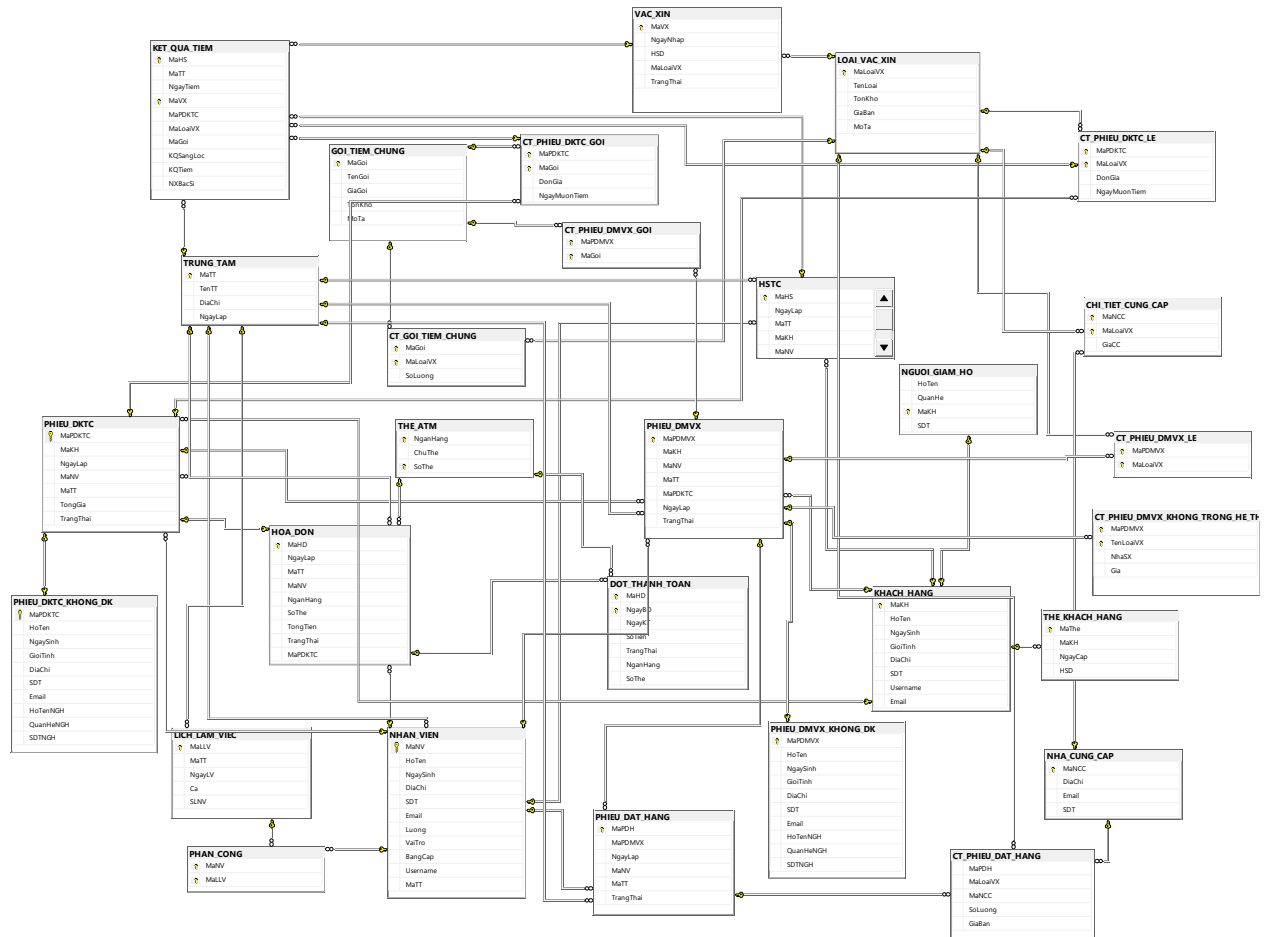 VAC_XIN
MaVX
NgayNhap
HSD
MaLoaiVX
TrangThai
KET_QUA_TIEM
MaHS
MaTT
NgayTiem
MaVX
MaPDKTC
MaLoaiVX
MaGoi
KQSangLoc
KQTiem
NXBacSi
LOAI_VAC_XIN
MaLoaiVX
TenLoai
TonKho
GiaBan
MoTa
CT_PHIEU_DKTC_LE
MaPDKTC
MaLoaiVX
DonGia
NgayMuonTiem
CT_PHIEU_DKTC_GOI
MaPDKTC
MaGoi
DonGia
NgayMuonTiem
GOI_TIEM_CHUNG
MaGoi
TenGoi
GiaGoi
TonKho
MoTa
CT_PHIEU_DMVX_GOI
MaPDMVX
MaGoi
TRUNG_TAM
MaTT
TenTT
DiaChi
NgayLap
HSTC
MaHS
NgayLap
MaTT
MaKH
MaNV
CHI_TIET_CUNG_CAP
MaNCC
MaLoaiVX
GiaCC
CT_GOI_TIEM_CHUNG
MaGoi
MaLoaiVX
SoLuong
NGUOI_GIAM_HO
HoTen
QuanHe
MaKH
SDT
PHIEU_DKTC
MaPDKTC
MaKH
NgayLap
MaNV
MaTT
TongGia
TrangThai
THE_ATM
NganHang
ChuThe
SoThe
PHIEU_DMVX
MaPDMVX
MaKH
MaNV
MaTT
MaPDKTC
NgayLap
TrangThai
CT_PHIEU_DMVX_LE
MaPDMVX
MaLoaiVX
CT_PHIEU_DMVX_KHONG_TRONG_HE_TH
MaPDMVX
TenLoaiVX
NhaSX
Gia
HOA_DON
MaHD
NgayLap
MaTT
MaNV
NganHang
SoThe
TongTien
TrangThai
MaPDKTC
DOT_THANH_TOAN
MaHD
NgayBD
NgayKT
SoTien
TrangThai
NganHang
SoThe
KHACH_HANG
MaKH
HoTen
NgaySinh
GioiTinh
DiaChi
SDT
Username
Email
PHIEU_DKTC_KHONG_DK
MaPDKTC
HoTen
NgaySinh
GioiTinh
DiaChi
SDT
Email
HoTenNGH
QuanHeNGH
SDTNGH
THE_KHACH_HANG
MaThe
MaKH
NgayCap
HSD
LICH_LAM_VIEC
MaLLV
MaTT
NgayLV
Ca
SLNV
NHAN_VIEN
MaNV
HoTen
NgaySinh
DiaChi
SDT
Email
Luong
VaiTro
BangCap
Username
MaTT
PHIEU_DMVX_KHONG_DK
MaPDMVX
HoTen
NgaySinh
GioiTinh
DiaChi
SDT
Email
HoTenNGH
QuanHeNGH
SDTNGH
NHA_CUNG_CAP
MaNCC
DiaChi
Email
SDT
PHIEU_DAT_HANG
MaPDH
MaPDMVX
NgayLap
MaNV
MaTT
TrangThai
PHAN_CONG
MaNV
MaLLV
CT_PHIEU_DAT_HANG
MaPDH
MaLoaiVX
MaNCC
SoLuong
GiaBan